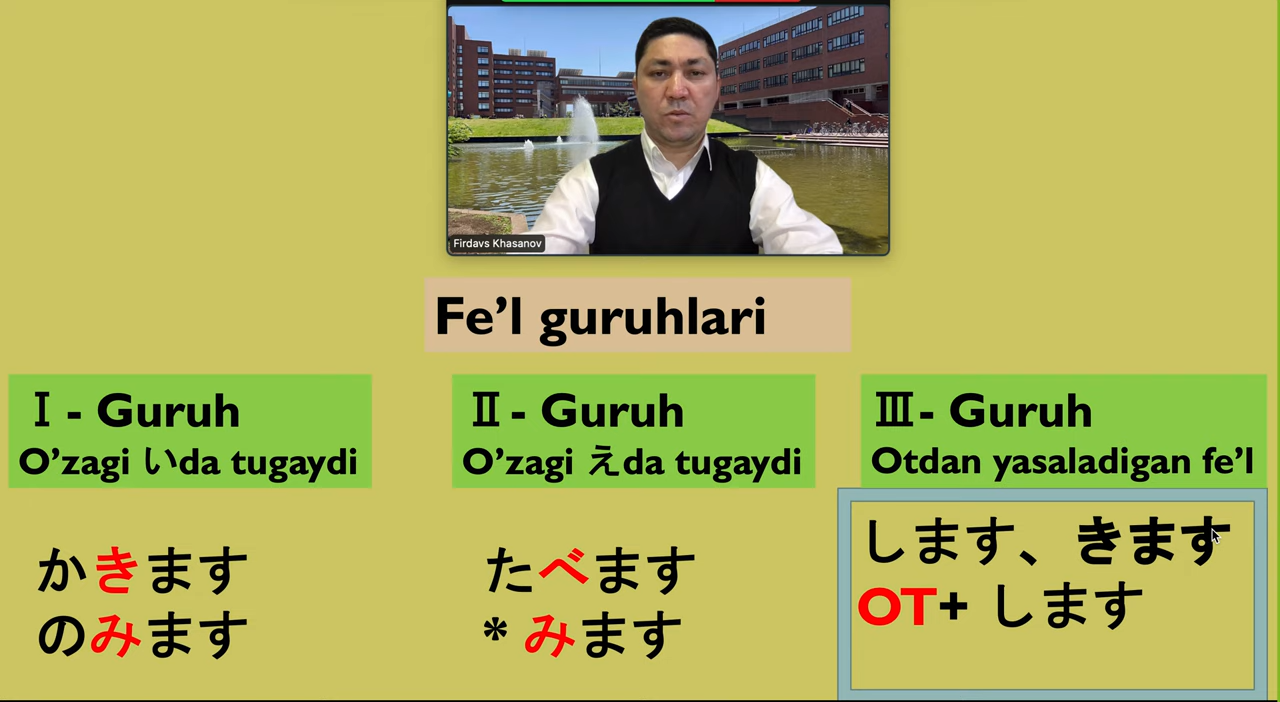 Firdavs Khasanov
Fe’l guruhlari
Ⅰ - Guruh
O’zagi いda tugaydi
かきます
のみます
Ⅱ - Guruh
O’zagi えda tugaydi
たべます
* みます
Ⅲ- Guruh
Otdan yasaladigan fe’l
します、きます
OT+ します